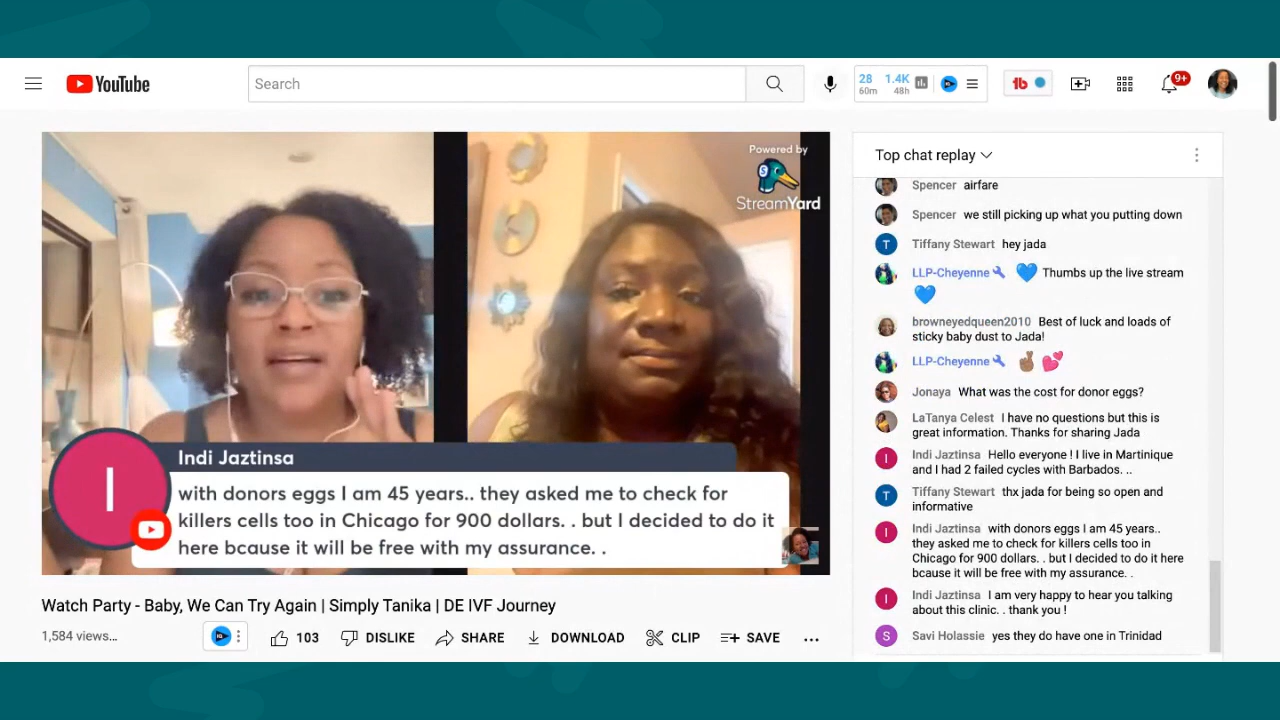 YouTube
Search
28
60m
1.4K
48h
9+
Powered by
StreamYard
Indi Jaztinsa
I
with donors eggs I am 45 years.. they asked me to check for
killers cells too in Chicago for 900 dollars. . but I decided to do it
here bcause it will be free with my assurance. .
Watch Party - Baby, We Can Try Again | Simply Tanika | DE IVF Journey
1,584 views...
103
DISLIKE
SHARE
DOWNLOAD
CLIP
SAVE
Top chat replay
Spencer airfare
Spencer we still picking up what you putting down
T Tiffany Stewart hey jada
LLP-Cheyenne 💙 Thumbs up the live stream
💙
browneyedqueen2010 Best of luck and loads of
sticky baby dust to Jada!
LLP-Cheyenne 🤞🏽 💕
Jonaya What was the cost for donor eggs?
LaTanya Celest I have no questions but this is
great information. Thanks for sharing Jada
I Indi Jaztinsa Hello everyone ! I live in Martinique
and I had 2 failed cycles with Barbados. ..
T Tiffany Stewart thx jada for being so open and
informative
I Indi Jaztinsa with donors eggs I am 45 years..
they asked me to check for killers cells too in
Chicago for 900 dollars. . but I decided to do it here
bcause it will be free with my assurance. .
I Indi Jaztinsa I am very happy to hear you talking
about this clinic. . thank you !
S Savi Holassie yes they do have one in Trinidad